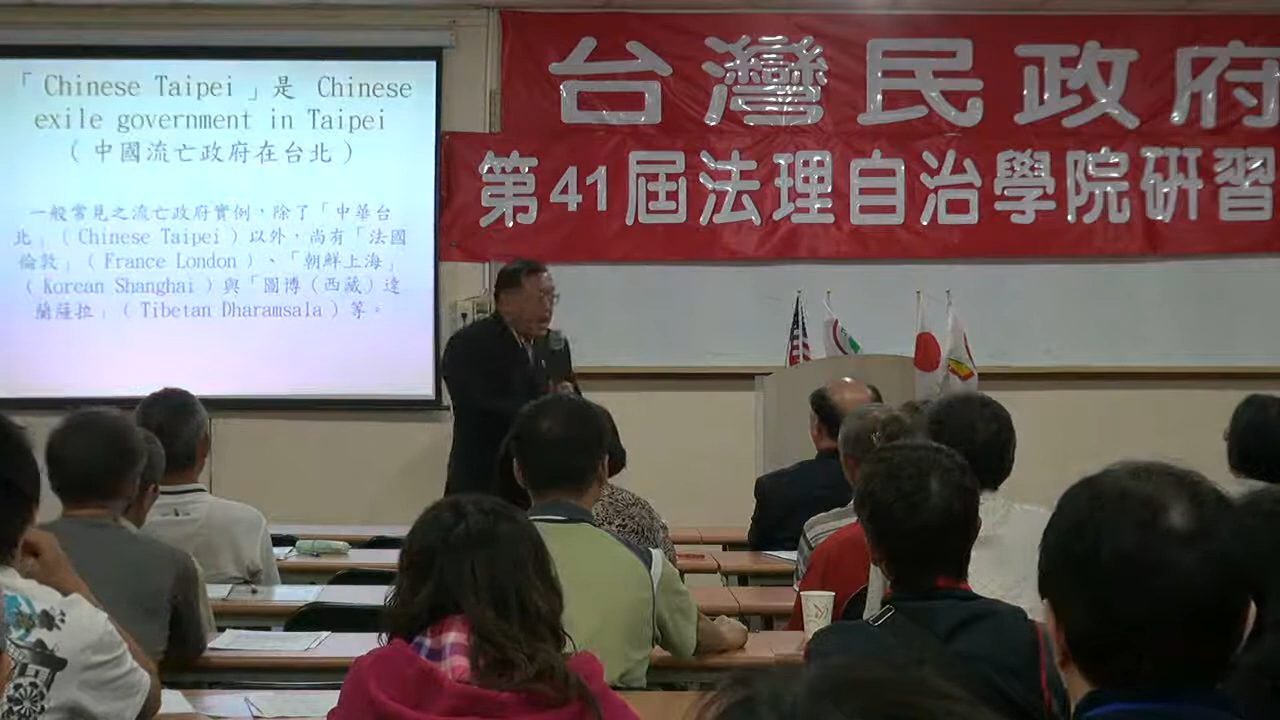 「Chinese Taipei」是 Chinese
exile government in Taipei
(中國流亡政府在台北)
一般常見之流亡政府實例，除了「中華台
北」(Chinese Taipei)以外，尚有「法國
倫敦」(France London)、「朝鮮上海」
(Korean Shanghai)與「圖博(西藏)達
蘭薩拉」(Tibetan Dharamsala)等。
台灣民政府
第41屆法理自治學院研習